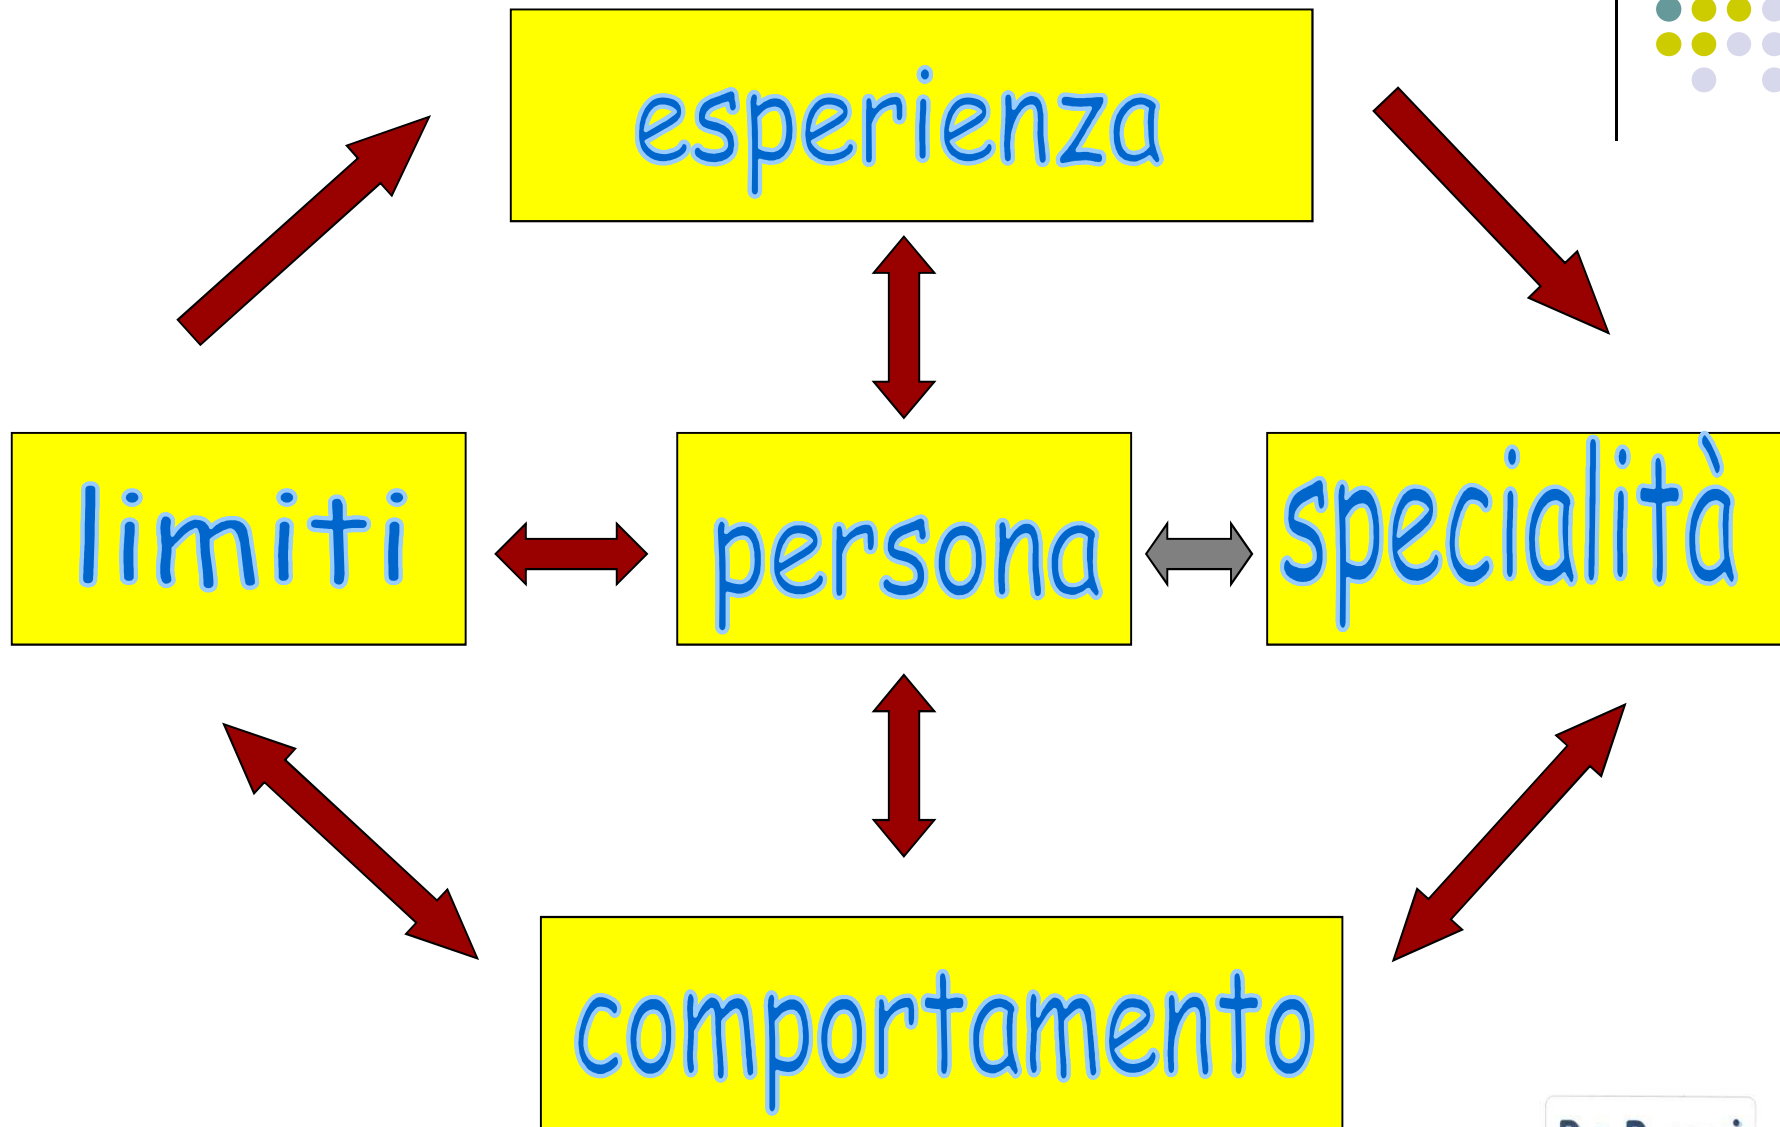 esperienza
limiti
persona
specialità
comportamento